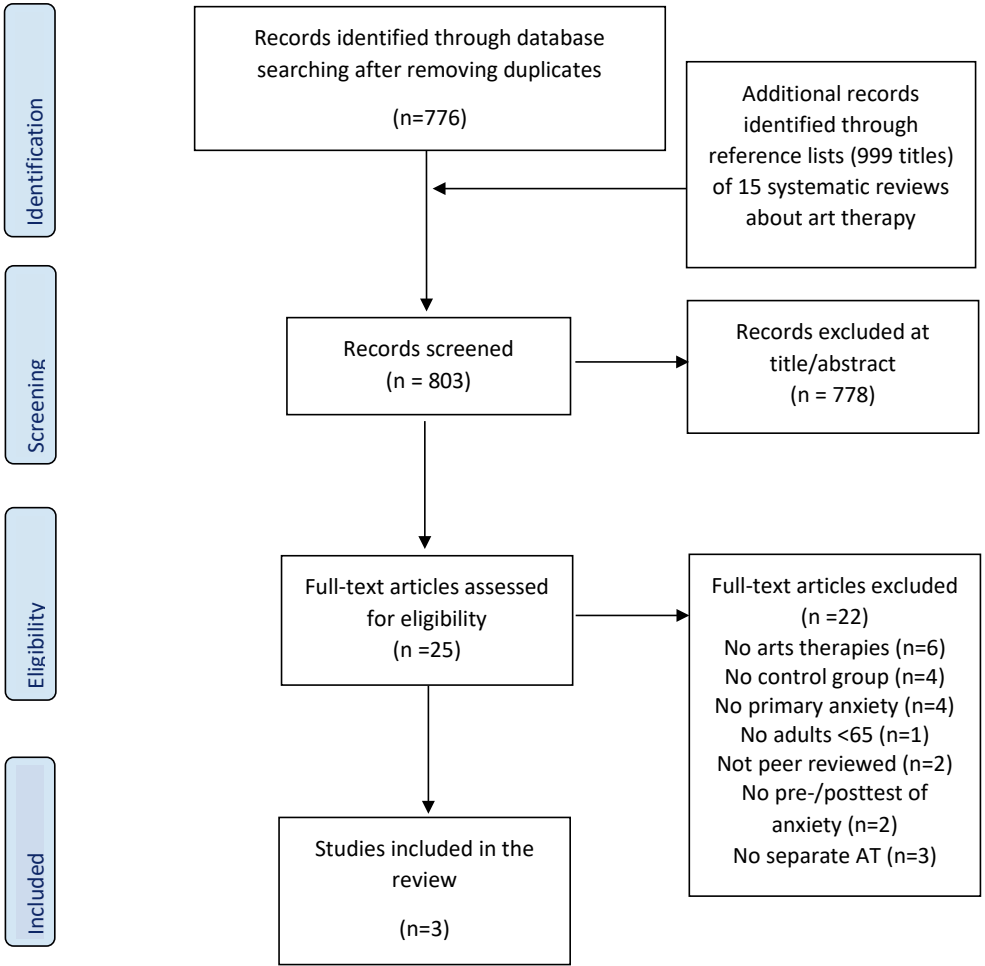 Identification
Records identified through database
searching after removing duplicates
(n=776)
Additional records
identified through
reference lists (999 titles)
of 15 systematic reviews
about art therapy
Screening
Records screened
(n = 803)
Records excluded at
title/abstract
(n = 778)
Eligibility
Full-text articles assessed
for eligibility
(n =25)
Full-text articles excluded
(n =22)
No arts therapies (n=6)
No control group (n=4)
No primary anxiety (n=4)
No adults <65 (n=1)
Not peer reviewed (n=2)
No pre-/posttest of
anxiety (n=2)
No separate AT (n=3)
Included
Studies included in the
review
(n=3)